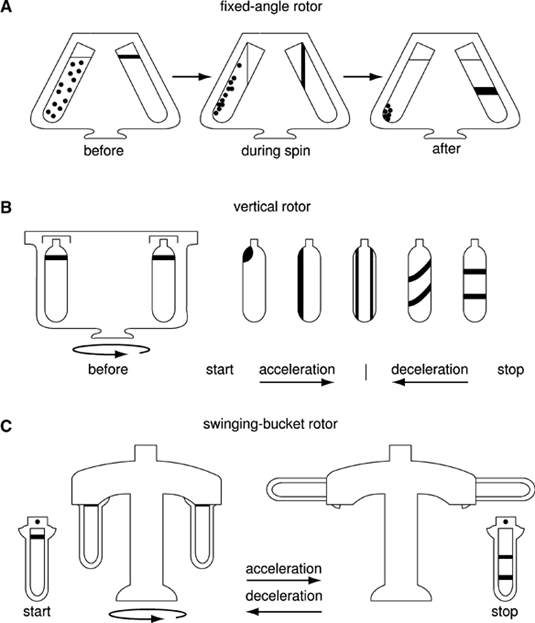 A
fixed-angle rotor
before
during spin
after
B
vertical rotor
before
start
acceleration
|
deceleration
stop
C
swinging-bucket rotor
start
acceleration
deceleration
stop